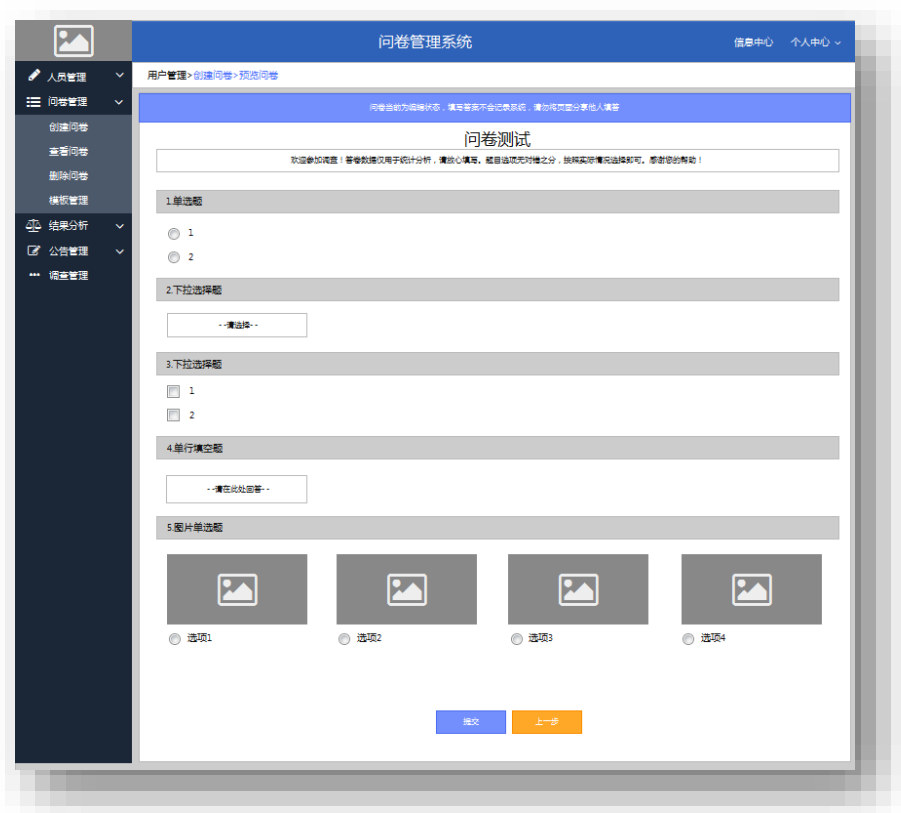 问卷管理系统
信息中心 个人中心
人员管理
问卷管理
创建问卷
查看问卷
删除问卷
模板管理
结果分析
公告管理
调查管理
用户管理>创建问卷>预览问卷
问卷当前为编辑状态，填写答案不会记录系统，请勿将页面分享他人填答
问卷测试
欢迎参加调查！答卷数据仅用于统计分析，请放心填写。题目选项无对错之分，按照实际情况选择即可。感谢您的帮助！
1.单选题
1
2
2.下拉选择题
--请选择--
3.下拉选择题
1
2
4.单行填空题
--请在此处回答--
5.图片单选题
选项1 选项2 选项3 选项4
提交 上一步